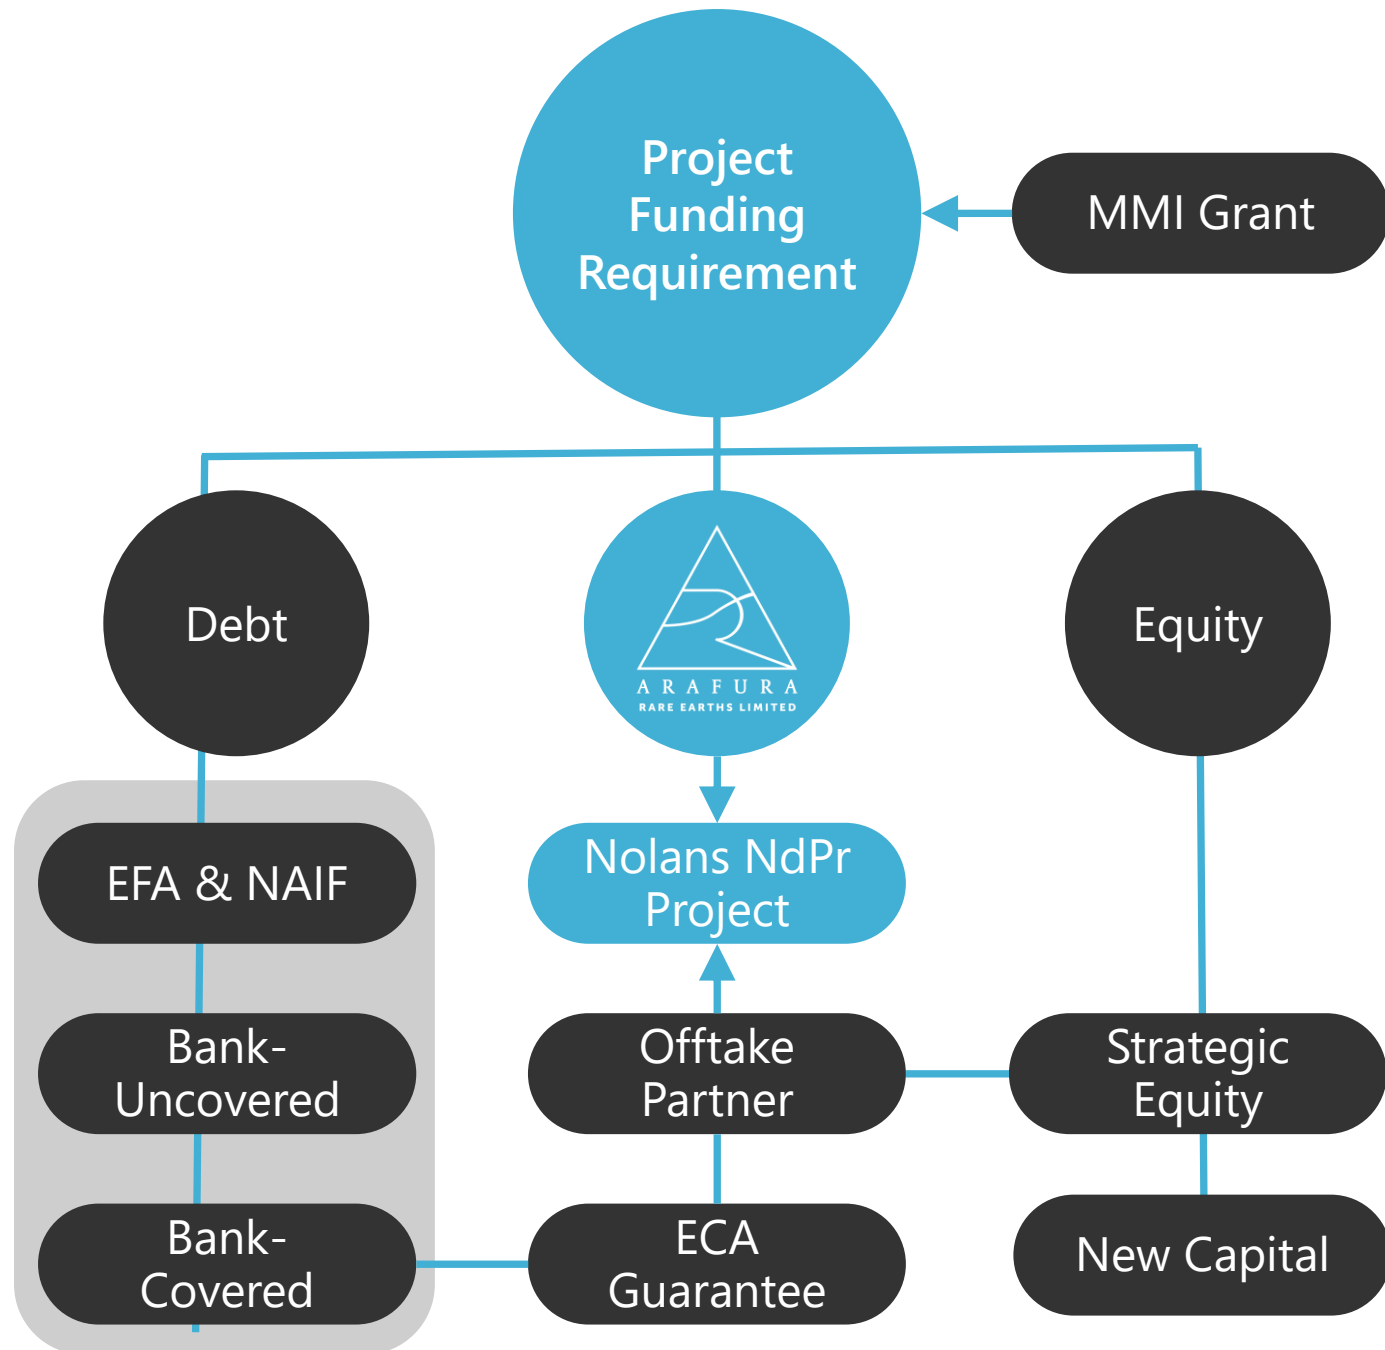 Project
Funding
Requirement
MMI Grant
Debt
ARAFURA
RARE EARTHS LIMITED
Equity
EFA & NAIF
Nolans NdPr
Project
Bank-
Uncovered
Offtake
Partner
Strategic
Equity
Bank-
Covered
ECA
Guarantee
New Capital